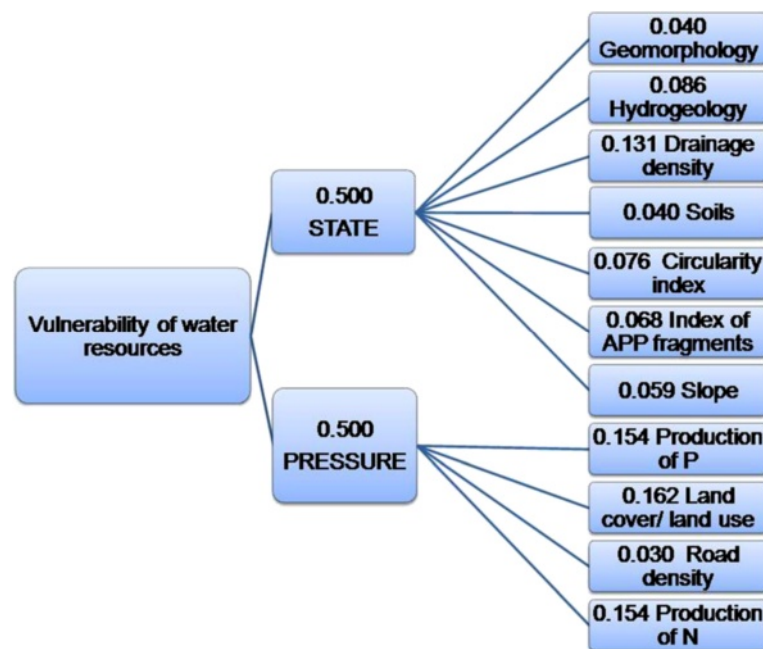 Vulnerability of water
resources
0.500
STATE
0.500
PRESSURE
0.040
Geomorphology
0.086
Hydrogeology
0.131 Drainage
density
0.040 Soils
0.076 Circularity
index
0.068 Index of
APP fragments
0.059 Slope
0.154 Production
of P
0.162 Land
cover/ land use
0.030 Road
density
0.154 Production
of N